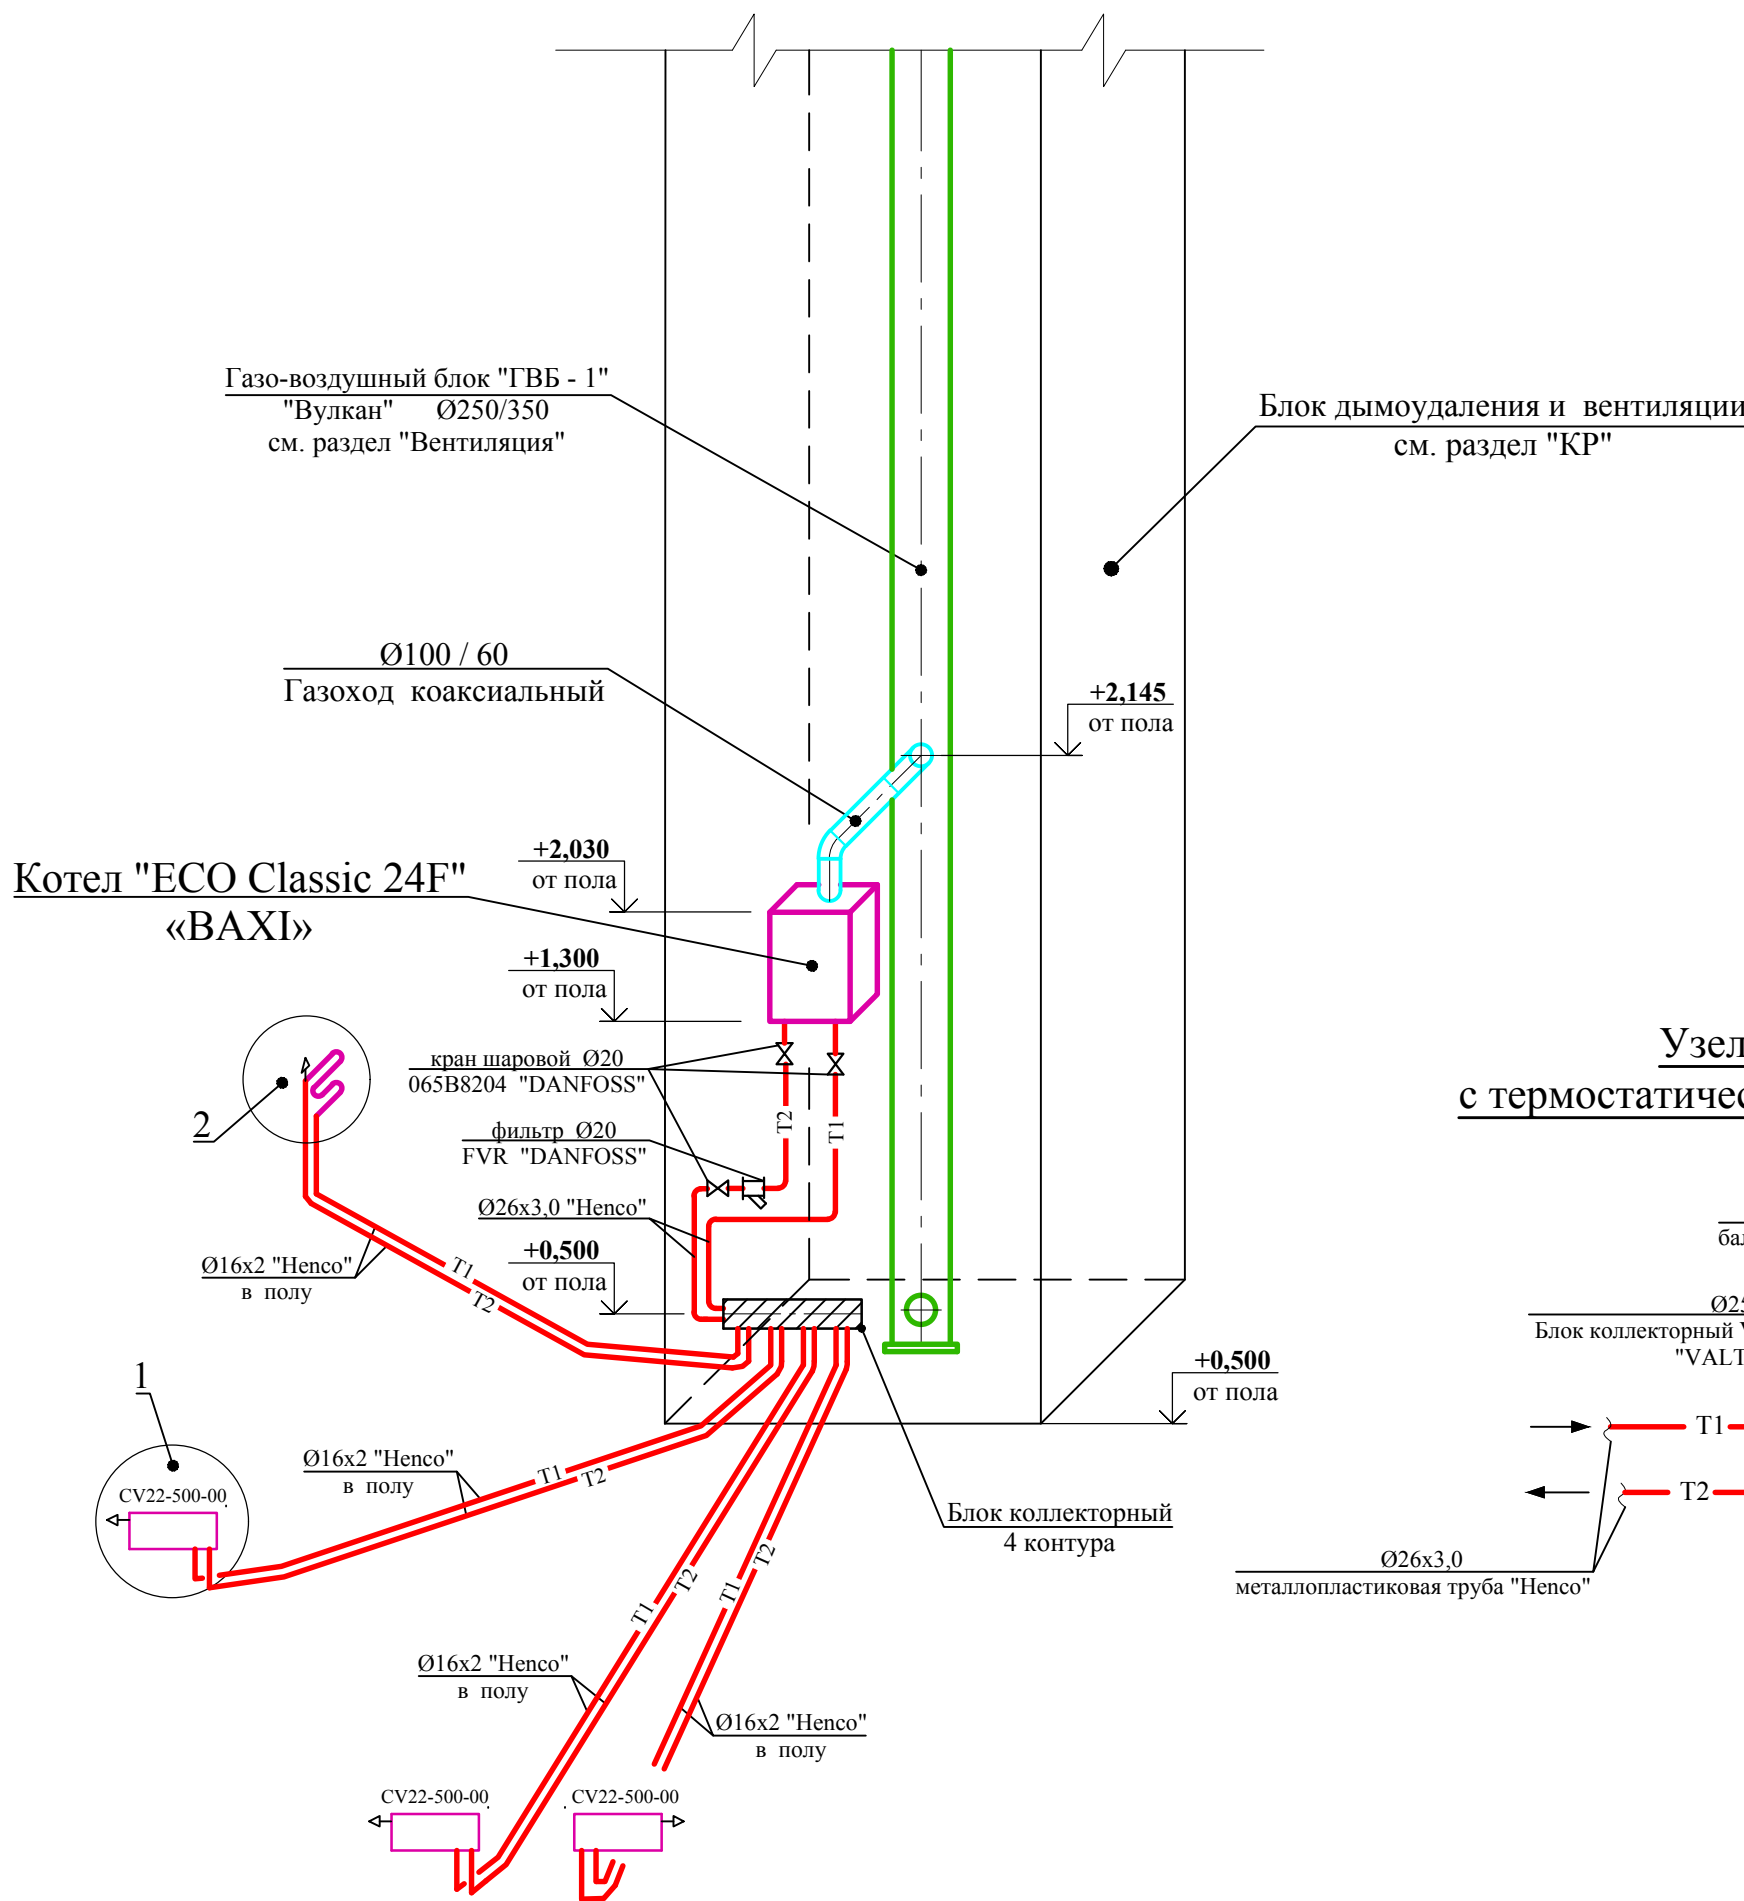 Газо-воздушный блок "ГВБ - 1"
"Вулкан" Ø250/350
см. раздел "Вентиляция"
Блок дымоудаления и вентиляции
см. раздел "КР"
Ø100 / 60
Газоход коаксиальный
+2,145
от пола
+2,030
от пола
Котел "ECO Classic 24F"
«BAXI»
+1,300
от пола
кран шаровой Ø20
065B8204 "DANFOSS"
2
T2
T1
фильтр Ø20
FVR "DANFOSS"
Ø26х3,0 "Henco"
+0,500
от пола
Ø16х2 "Henco"
в полу
T1
T2
Узел
с термостатичес
бал
Ø25
Блок коллекторный V
"VALT
+0,500
от пола
1
CV22-500-00
Ø16х2 "Henco"
в полу
T1
T2
T1
T2
Блок коллекторный
4 контура
Ø26х3,0
металлопластиковая труба "Henco"
T1
T2
T1
T2
Ø16х2 "Henco"
в полу
Ø16х2 "Henco"
в полу
CV22-500-00
CV22-500-00